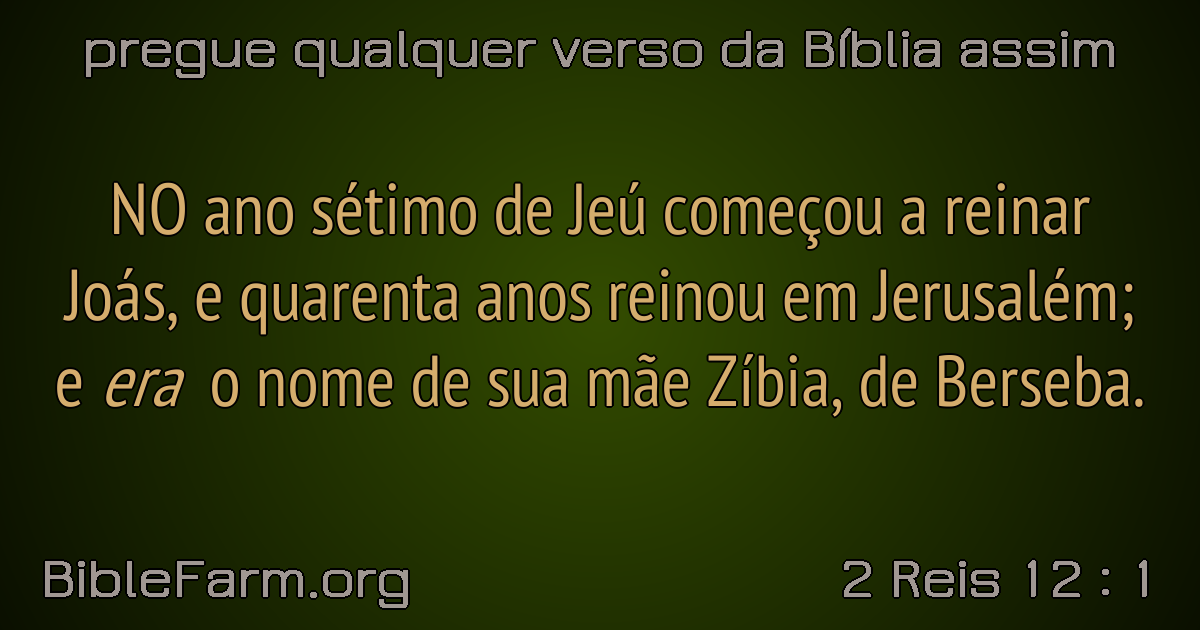 pregue qualquer verso da Bíblia assim
NO ano sétimo de Jeú começou a reinar
Joás, e quarenta anos reinou em Jerusalém;
e era o nome de sua mãe Zíbia, de Berseba.
BibleFarm.org
2 Reis 12 : 1